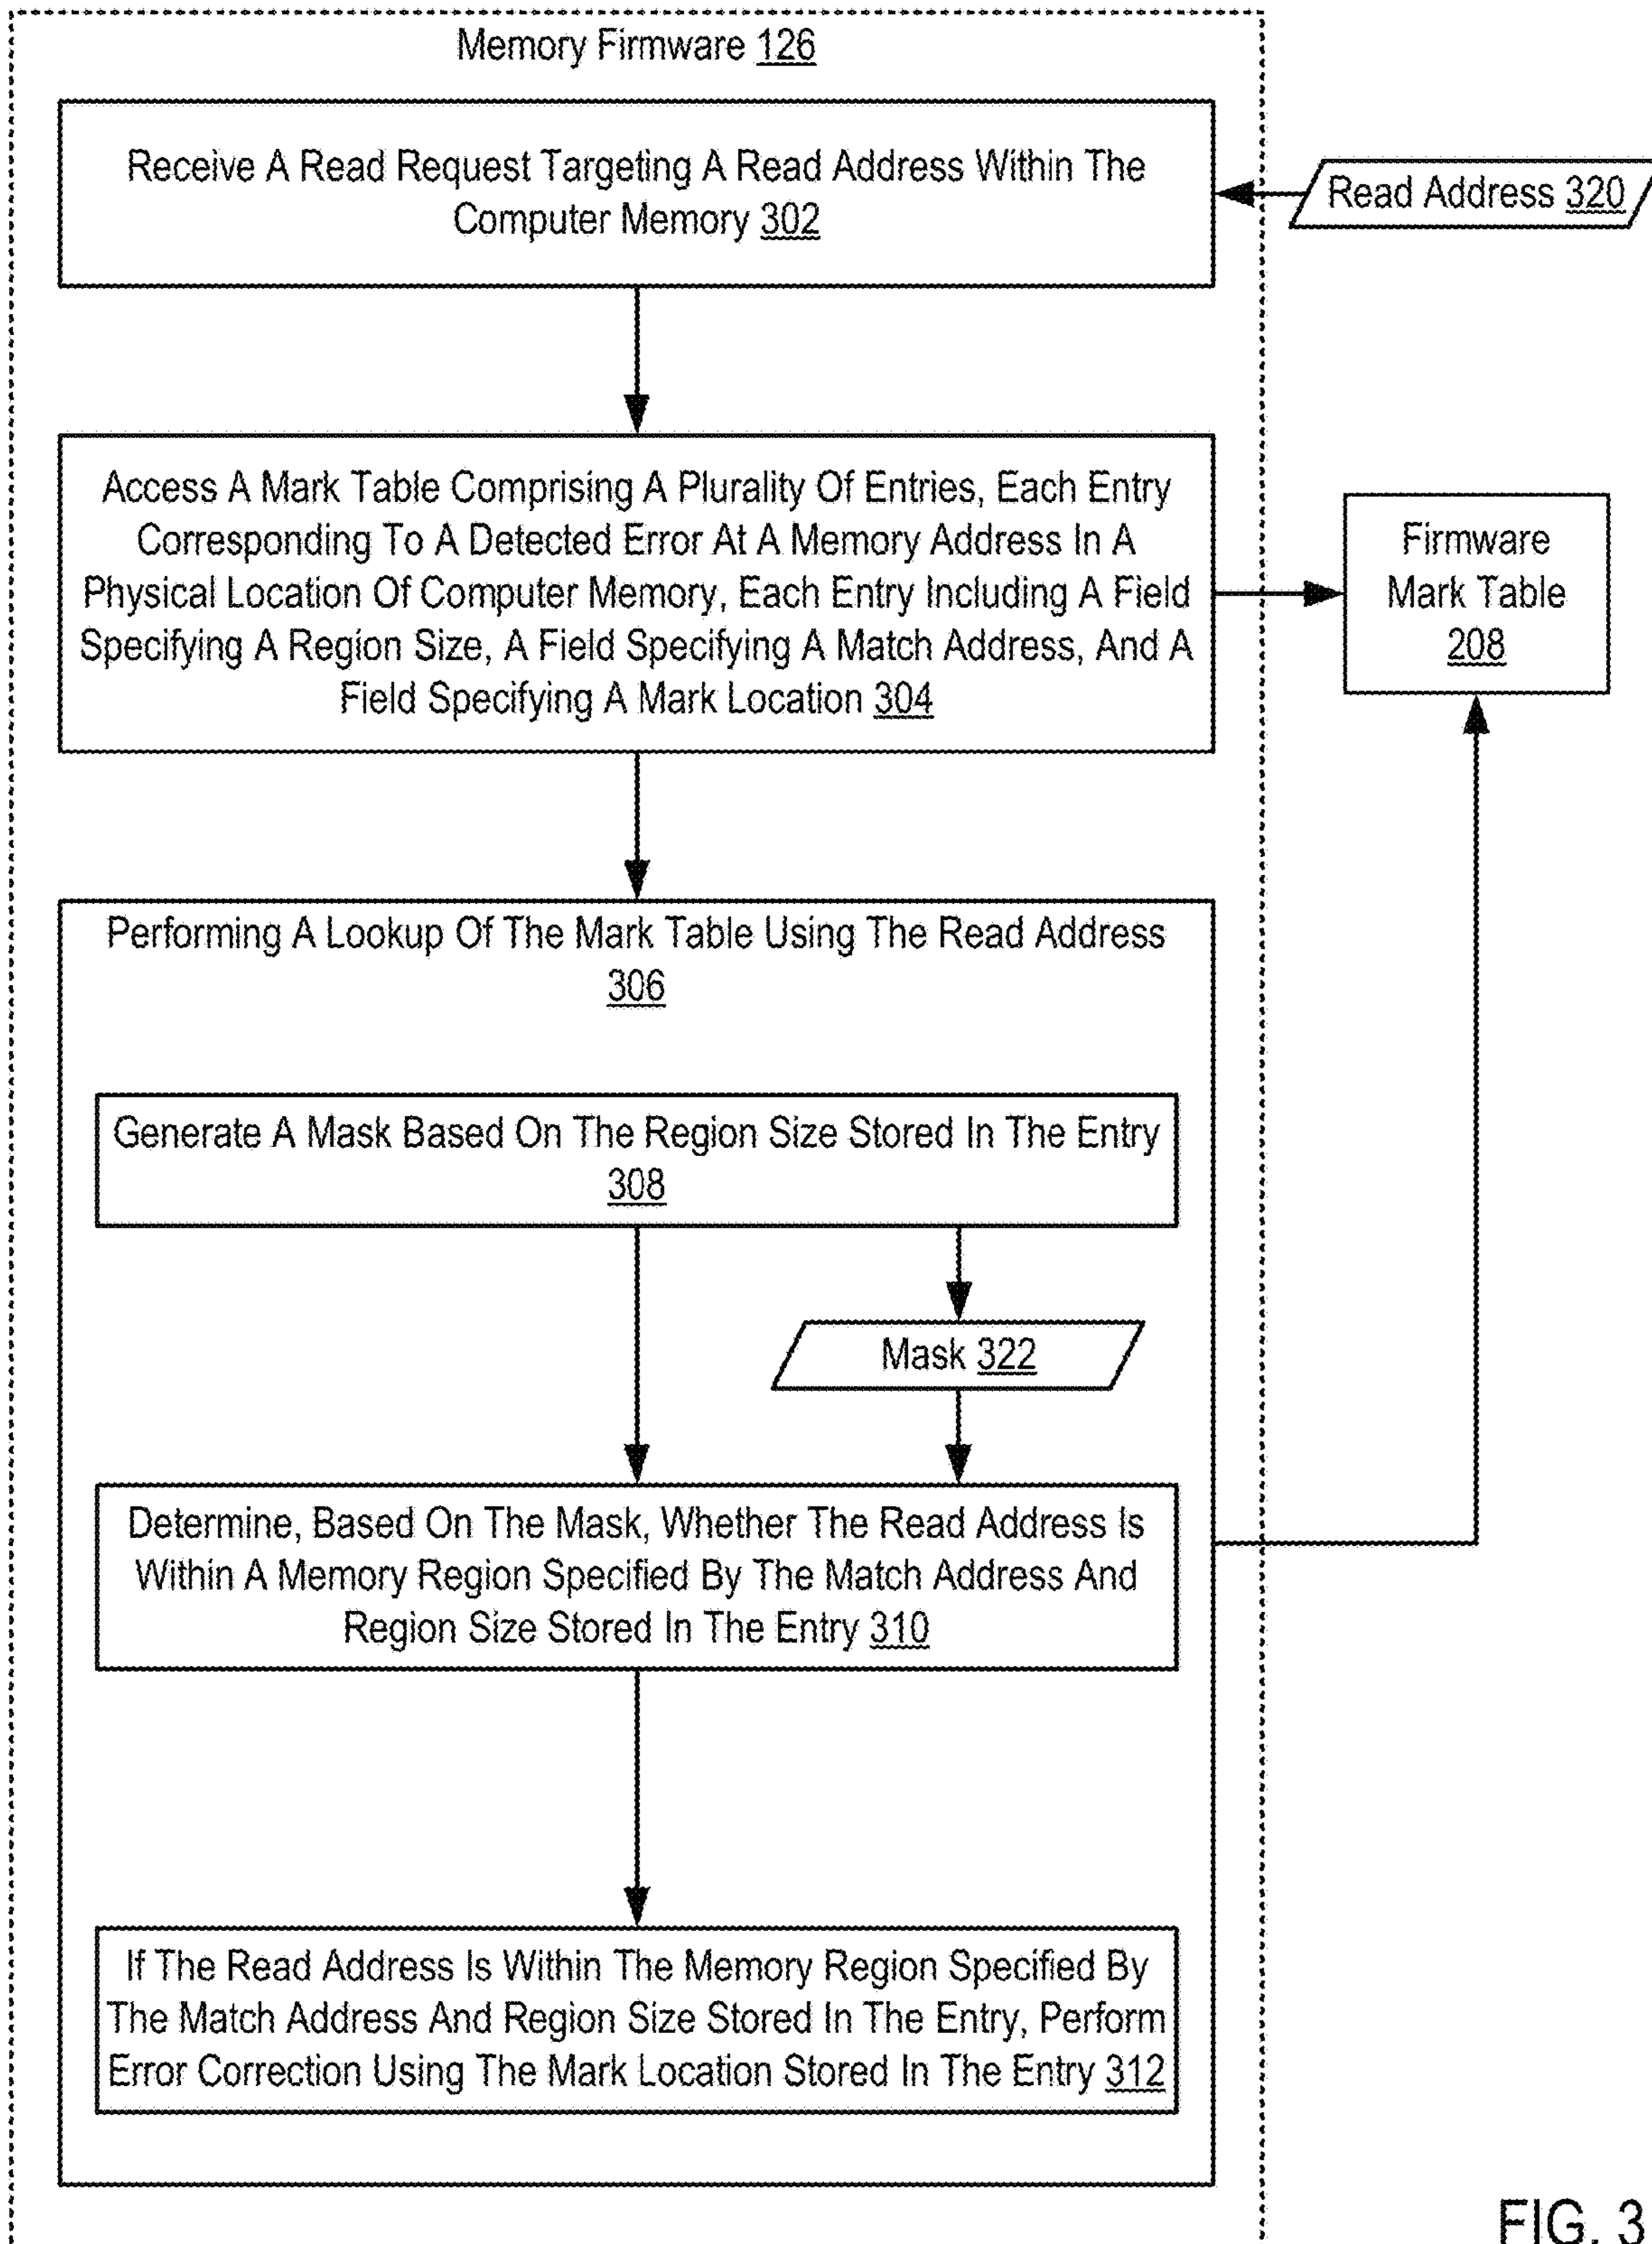 Memory Firmware 126
Receive A Read Request Targeting A Read Address Within The
Computer Memory 302
Read Address 320
Access A Mark Table Comprising A Plurality Of Entries, Each Entry
Corresponding To A Detected Error At A Memory Address In A
Physical Location Of Computer Memory, Each Entry Including A Field
Specifying A Region Size, A Field Specifying A Match Address, And A
Field Specifying A Mark Location 304
Firmware
Mark Table
208
Performing A Lookup Of The Mark Table Using The Read Address
306
Generate A Mask Based On The Region Size Stored In The Entry
308
Mask 322
Determine, Based On The Mask, Whether The Read Address Is
Within A Memory Region Specified By The Match Address And
Region Size Stored In The Entry 310
If The Read Address Is Within The Memory Region Specified By
The Match Address And Region Size Stored In The Entry, Perform
Error Correction Using The Mark Location Stored In The Entry 312
FIG. 3